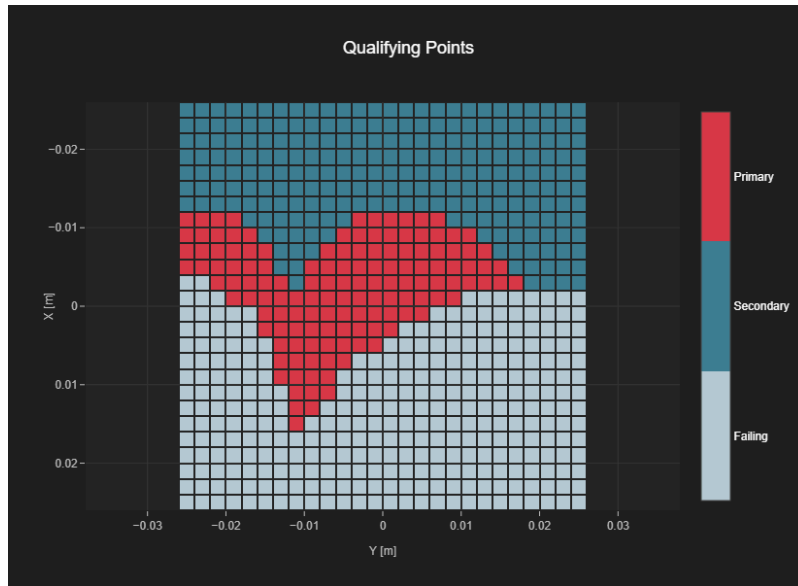 Qualifying Points
−0.02
−0.01
0
0.01
0.02
X [m]
−0.03
−0.02
−0.01
0
0.01
0.02
0.03
Y [m]
Primary
Secondary
Failing